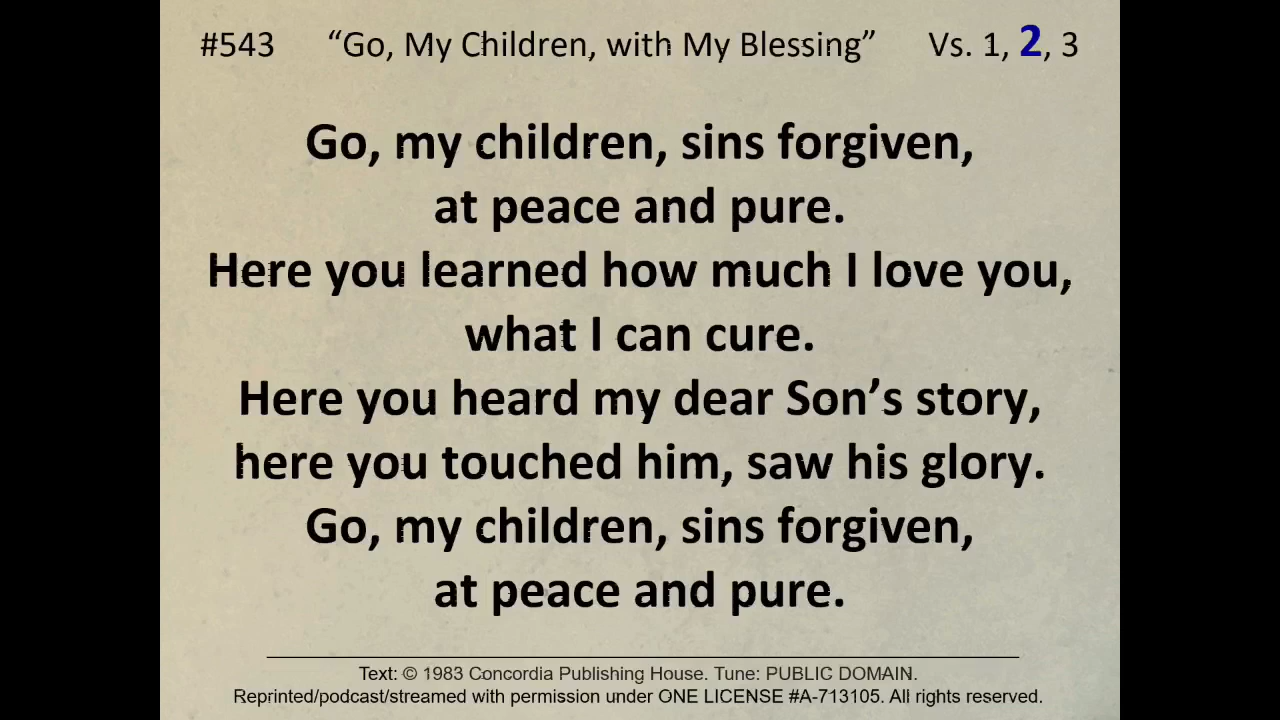 #543 “Go, My Children, with My Blessing” Vs. 1, 2, 3
Go, my children, sins forgiven,
at peace and pure.
Here you learned how much I love you,
what I can cure.
Here you heard my dear Son’s story,
here you touched him, saw his glory.
Go, my children, sins forgiven,
at peace and pure.
Text: © 1983 Concordia Publishing House. Tune: PUBLIC DOMAIN.
Reprinted/podcast/streamed with permission under ONE LICENSE #A-713105. All rights reserved.